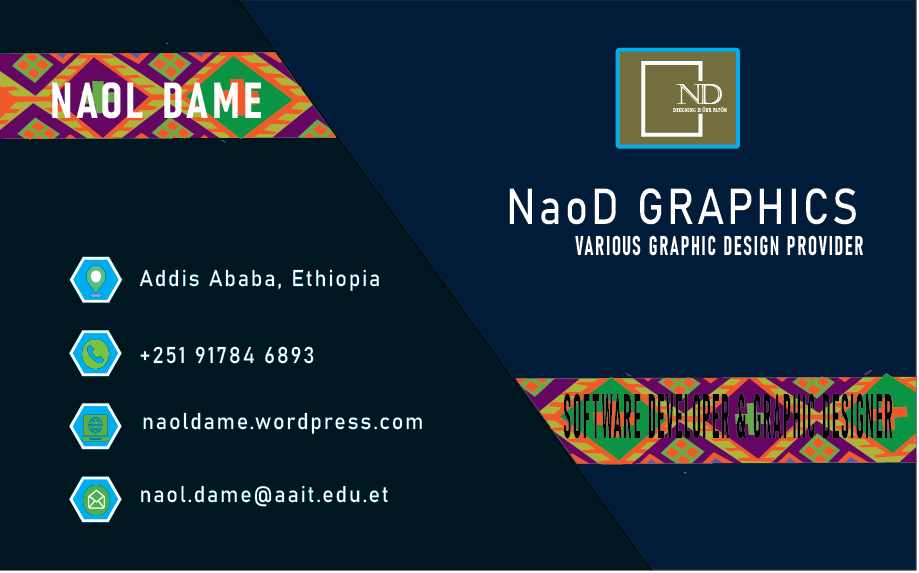 NAOL DAME
Addis Ababa, Ethiopia
+251 91784 6893
naoldame.wordpress.com
naol.dame@aait.edu.et
ND
NaoD GRAPHICS
VARIOUS GRAPHIC DESIGN PROVIDER
SOFTWARE DEVELOPER & GRAPHIC DESIGNER